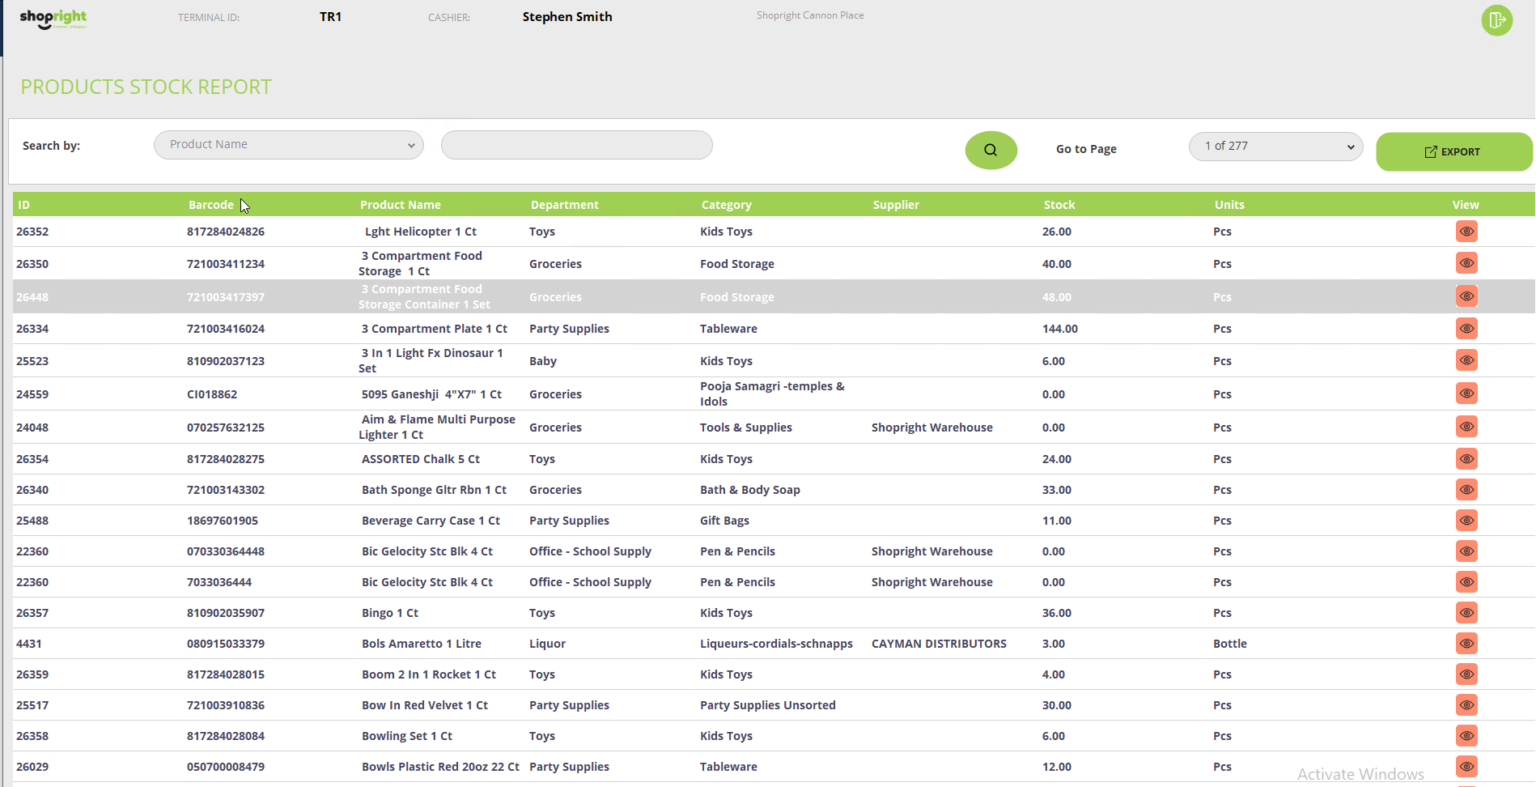 shopright
TERMINAL ID: TR1 CASHIER: Stephen Smith Shopright Cannon Place
PRODUCTS STOCK REPORT
Search by: Product Name Go to Page 1 of 277 EXPORT
ID Barcode Product Name Department Category Supplier Stock Units View
26352 817284024826 Lght Helicopter 1 Ct Toys Kids Toys 26.00 Pcs
26350 721003411234 3 Compartment Food Storage 1 Ct Groceries Food Storage 40.00 Pcs
26448 721003417397 3 Compartment Food Storage Container 1 Set Groceries Food Storage 48.00 Pcs
26334 721003416024 3 Compartment Plate 1 Ct Party Supplies Tableware 144.00 Pcs
25523 810902037123 3 In 1 Light Fx Dinosaur 1 Set Baby Kids Toys 6.00 Pcs
24559 CI018862 5095 Ganeshji 4"X7" 1 Ct Groceries Pooja Samagri -temples & Idols 0.00 Pcs
24048 070257632125 Aim & Flame Multi Purpose Lighter 1 Ct Groceries Tools & Supplies Shopright Warehouse 0.00 Pcs
26354 817284028275 ASSORTED Chalk 5 Ct Toys Kids Toys 24.00 Pcs
26340 721003143302 Bath Sponge Gltr Rbn 1 Ct Groceries Bath & Body Soap 33.00 Pcs
25488 18697601905 Beverage Carry Case 1 Ct Party Supplies Gift Bags 11.00 Pcs
22360 070330364448 Bic Gelocity Stc Blk 4 Ct Office - School Supply Pen & Pencils Shopright Warehouse 0.00 Pcs
22360 7033036444 Bic Gelocity Stc Blk 4 Ct Office - School Supply Pen & Pencils Shopright Warehouse 0.00 Pcs
26357 810902035907 Bingo 1 Ct Toys Kids Toys 36.00 Pcs
4431 080915033379 Bols Amaretto 1 Litre Liquor Liqueurs-cordials-schnapps CAYMAN DISTRIBUTORS 3.00 Bottle
26359 817284028015 Boom 2 In 1 Rocket 1 Ct Toys Kids Toys 4.00 Pcs
25517 721003910836 Bow In Red Velvet 1 Ct Party Supplies Party Supplies Unsorted 30.00 Pcs
26358 817284028084 Bowling Set 1 Ct Toys Kids Toys 6.00 Pcs
26029 050700008479 Bowls Plastic Red 20oz 22 Ct Party Supplies Tableware 12.00 Pcs
Activate Windows